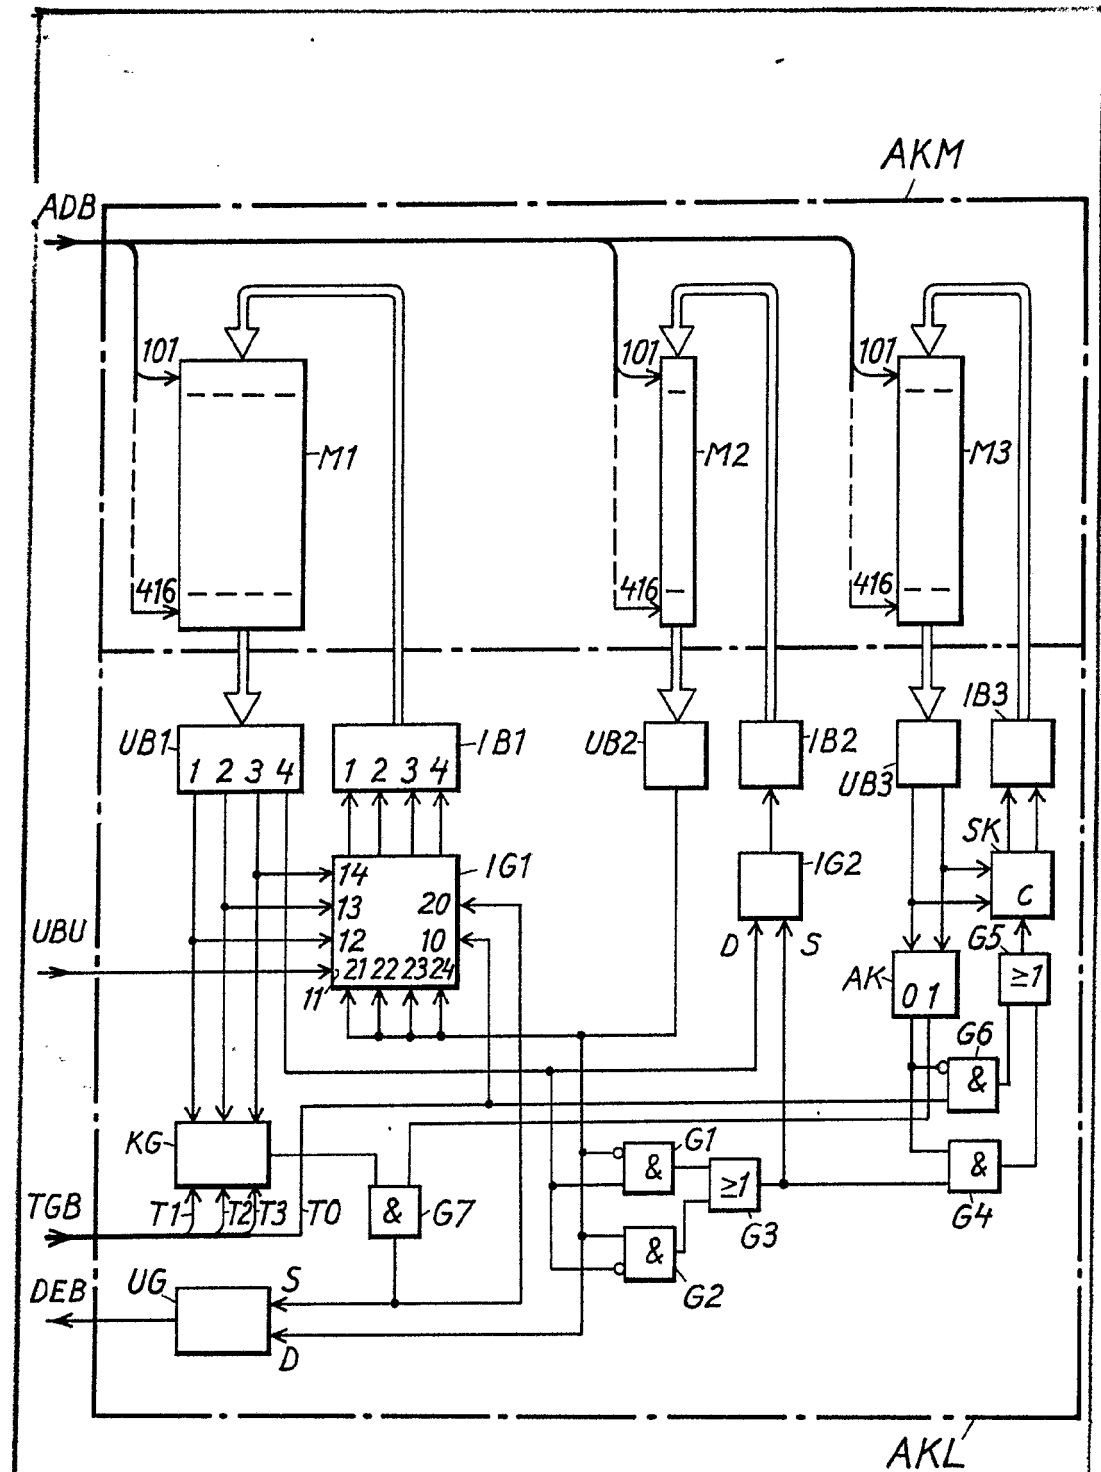 AKM
ADB
101
101
101
M1
M2
M3
416
416
416
IB3
UB1
IB1
UB2
IB2
UB3
1 2 3 4
1 2 3 4
SK
14
IG1
IG2
13
20
C
UBU
12
10
D
S
G5
21 22 23 24
11
AK
0 1
≥1
G6
&
KG
G1
&
&
TGB
T1
T2
T3
T0
&
G7
≥1
G3
G4
&
DEB
UG
S
G2
D
AKL